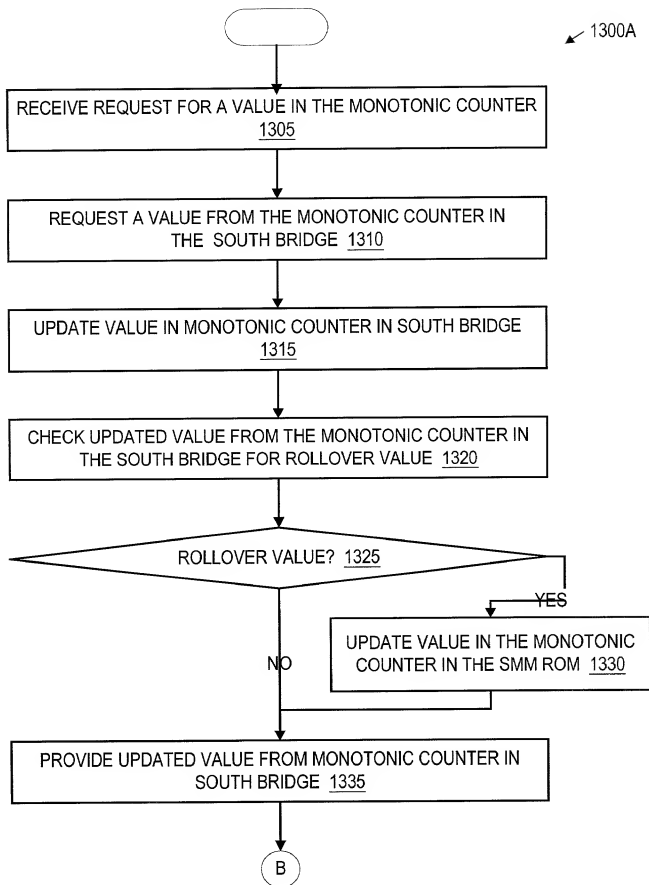 1300A
RECEIVE REQUEST FOR A VALUE IN THE MONOTONIC COUNTER
1305
REQUEST A VALUE FROM THE MONOTONIC COUNTER IN
THE SOUTH BRIDGE 1310
UPDATE VALUE IN MONOTONIC COUNTER IN SOUTH BRIDGE
1315
CHECK UPDATED VALUE FROM THE MONOTONIC COUNTER IN
THE SOUTH BRIDGE FOR ROLLOVER VALUE 1320
ROLLOVER VALUE? 1325
YES
UPDATE VALUE IN THE MONOTONIC
COUNTER IN THE SMM ROM 1330
NO
PROVIDE UPDATED VALUE FROM MONOTONIC COUNTER IN
SOUTH BRIDGE 1335
B